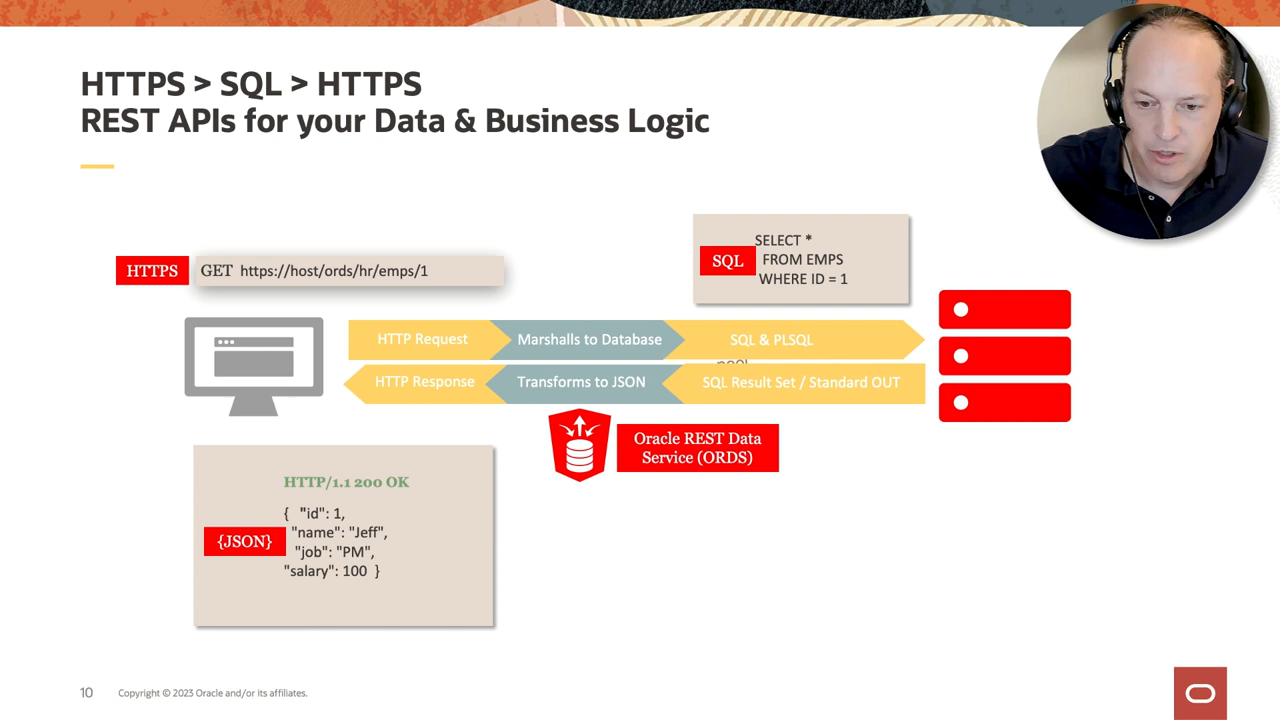 HTTPS > SQL > HTTPS
REST APIs for your Data & Business Logic
HTTPS
GET https://host/ords/hr/emps/1
SQL
SELECT *
FROM EMPS
WHERE ID = 1
HTTP Request
Marshalls to Database
SQL & PLSQL
HTTP Response
Transforms to JSON
SQL Result Set / Standard OUT
Oracle REST Data
Service (ORDS)
HTTP/1.1 200 OK
{JSON}
{ "id": 1,
"name": "Jeff",
"job": "PM",
"salary": 100 }
10
Copyright © 2023 Oracle and/or its affiliates.